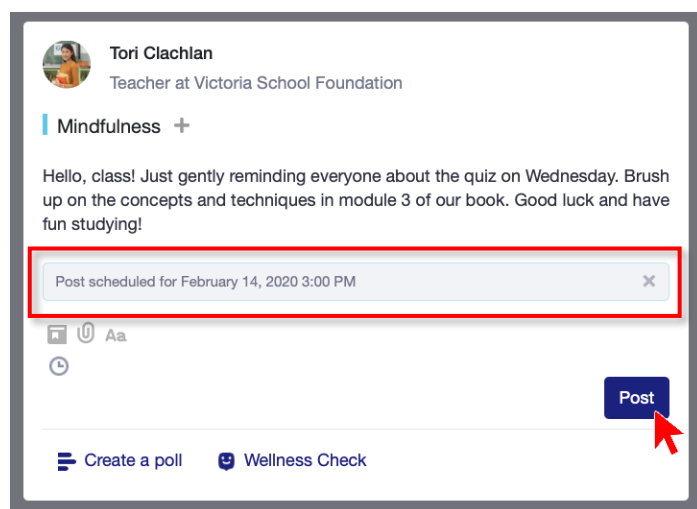 Tori Clachlan
Teacher at Victoria School Foundation
Mindfulness +
Hello, class! Just gently reminding everyone about the quiz on Wednesday. Brush
up on the concepts and techniques in module 3 of our book. Good luck and have
fun studying!
Post scheduled for February 14, 2020 3:00 PM
Aa
Post
Create a poll
Wellness Check